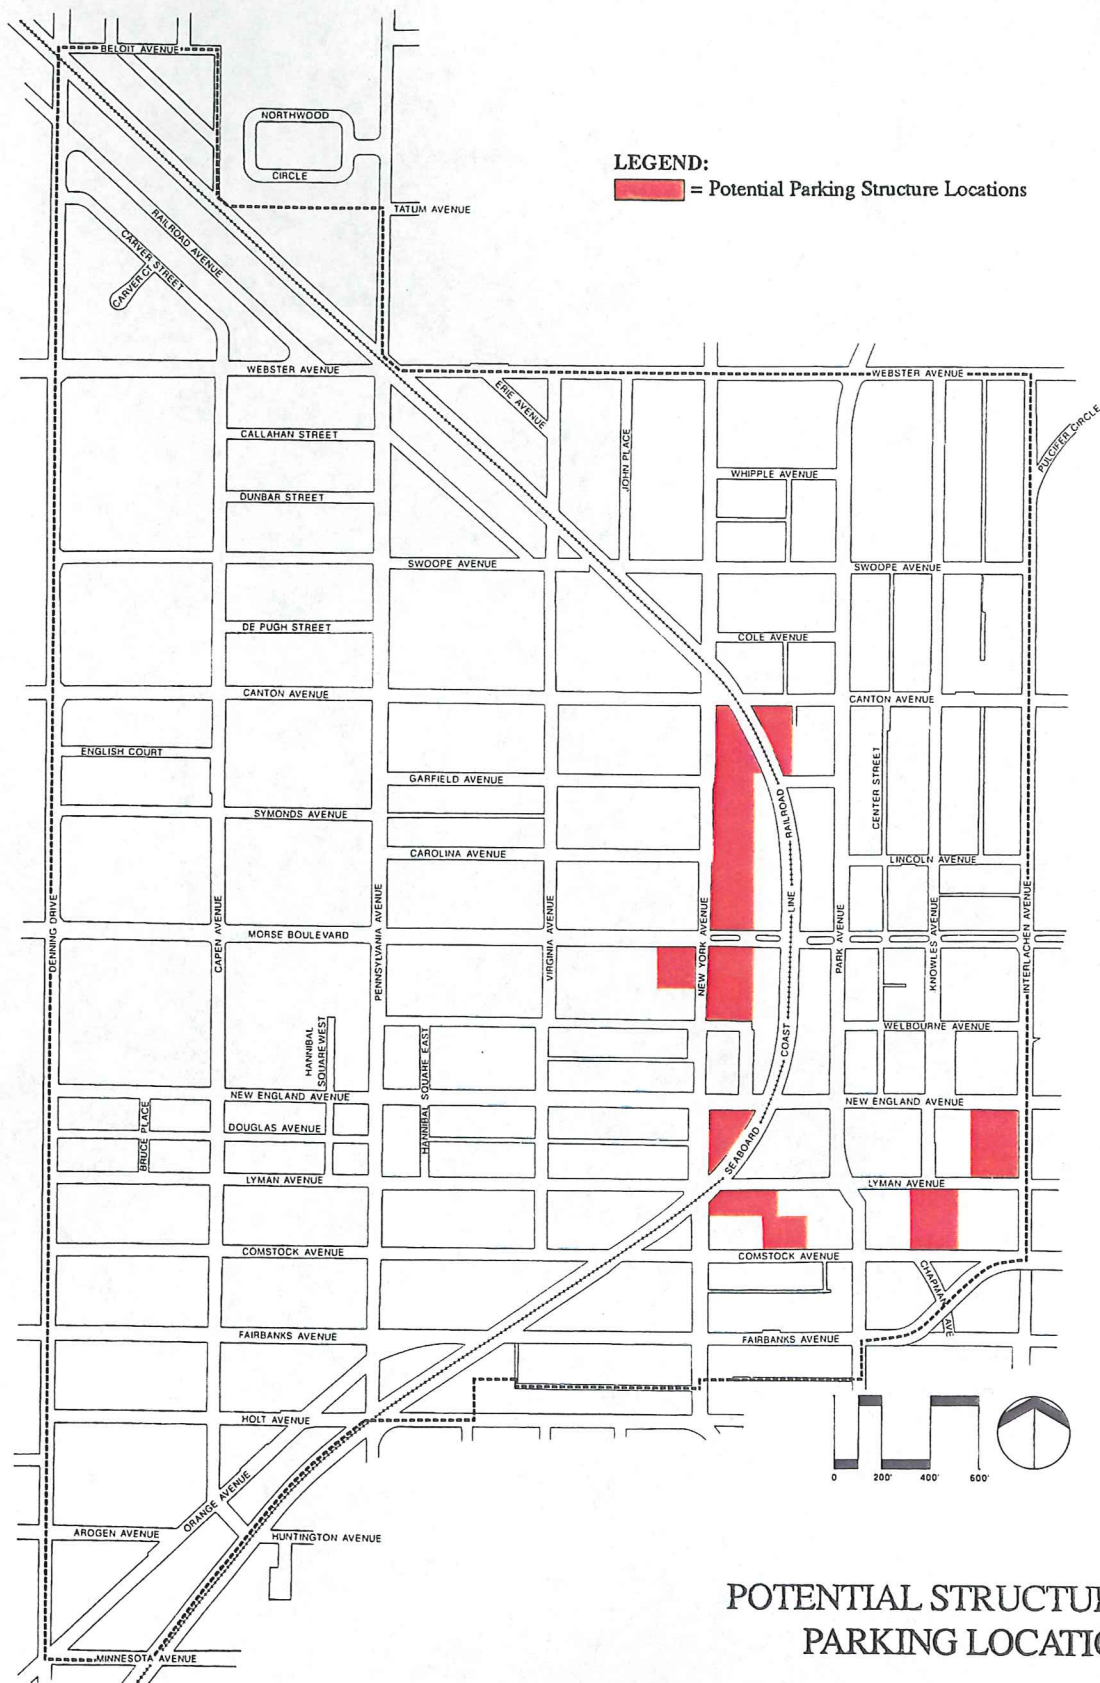 BELOIT AVENUE
NORTHWOOD
CIRCLE
LEGEND:
= Potential Parking Structure Locations
TATUM AVENUE
RAILROAD AVENUE
CARVER STREET
CARVER CT
WEBSTER AVENUE
WEBSTER AVENUE
ERIE AVENUE
PULCIFER CIRCLE
CALLAHAN STREET
JOHN PLACE
WHIPPLE AVENUE
DUNBAR STREET
SWOOPE AVENUE
SWOOPE AVENUE
DE PUGH STREET
COLE AVENUE
CANTON AVENUE
CANTON AVENUE
ENGLISH COURT
GARFIELD AVENUE
CENTER STREET
SYMONDS AVENUE
RAILROAD
CAROLINA AVENUE
LINCOLN AVENUE
LINE
DENNING DRIVE
CAPEN AVENUE
PENNSYLVANIA AVENUE
VIRGINIA AVENUE
NEW YORK AVENUE
PARK AVENUE
KNOWLES AVENUE
INTERLACHEN AVENUE
MORSE BOULEVARD
COAST
WELBOURNE AVENUE
HANNIBAL
SQUARE WEST
HANNIBAL SQUARE EAST
NEW ENGLAND AVENUE
NEW ENGLAND AVENUE
BRUCE PLACE
DOUGLAS AVENUE
SEABOARD
LYMAN AVENUE
LYMAN AVENUE
COMSTOCK AVENUE
COMSTOCK AVENUE
CHAPMAN AVE
FAIRBANKS AVENUE
FAIRBANKS AVENUE
HOLT AVENUE
0 200' 400' 600'
ORANGE AVENUE
AROGEN AVENUE
HUNTINGTON AVENUE
POTENTIAL STRUCTU
PARKING LOCATIO
MINNESOTA AVENUE